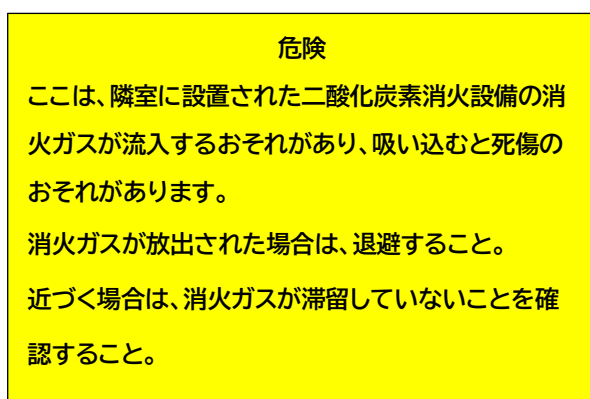 危険
ここは、隣室に設置された二酸化炭素消火設備の消
火ガスが流入するおそれがあり、吸い込むと死傷の
おそれがあります。
消火ガスが放出された場合は、退避すること。
近づく場合は、消火ガスが滞留していないことを確
認すること。